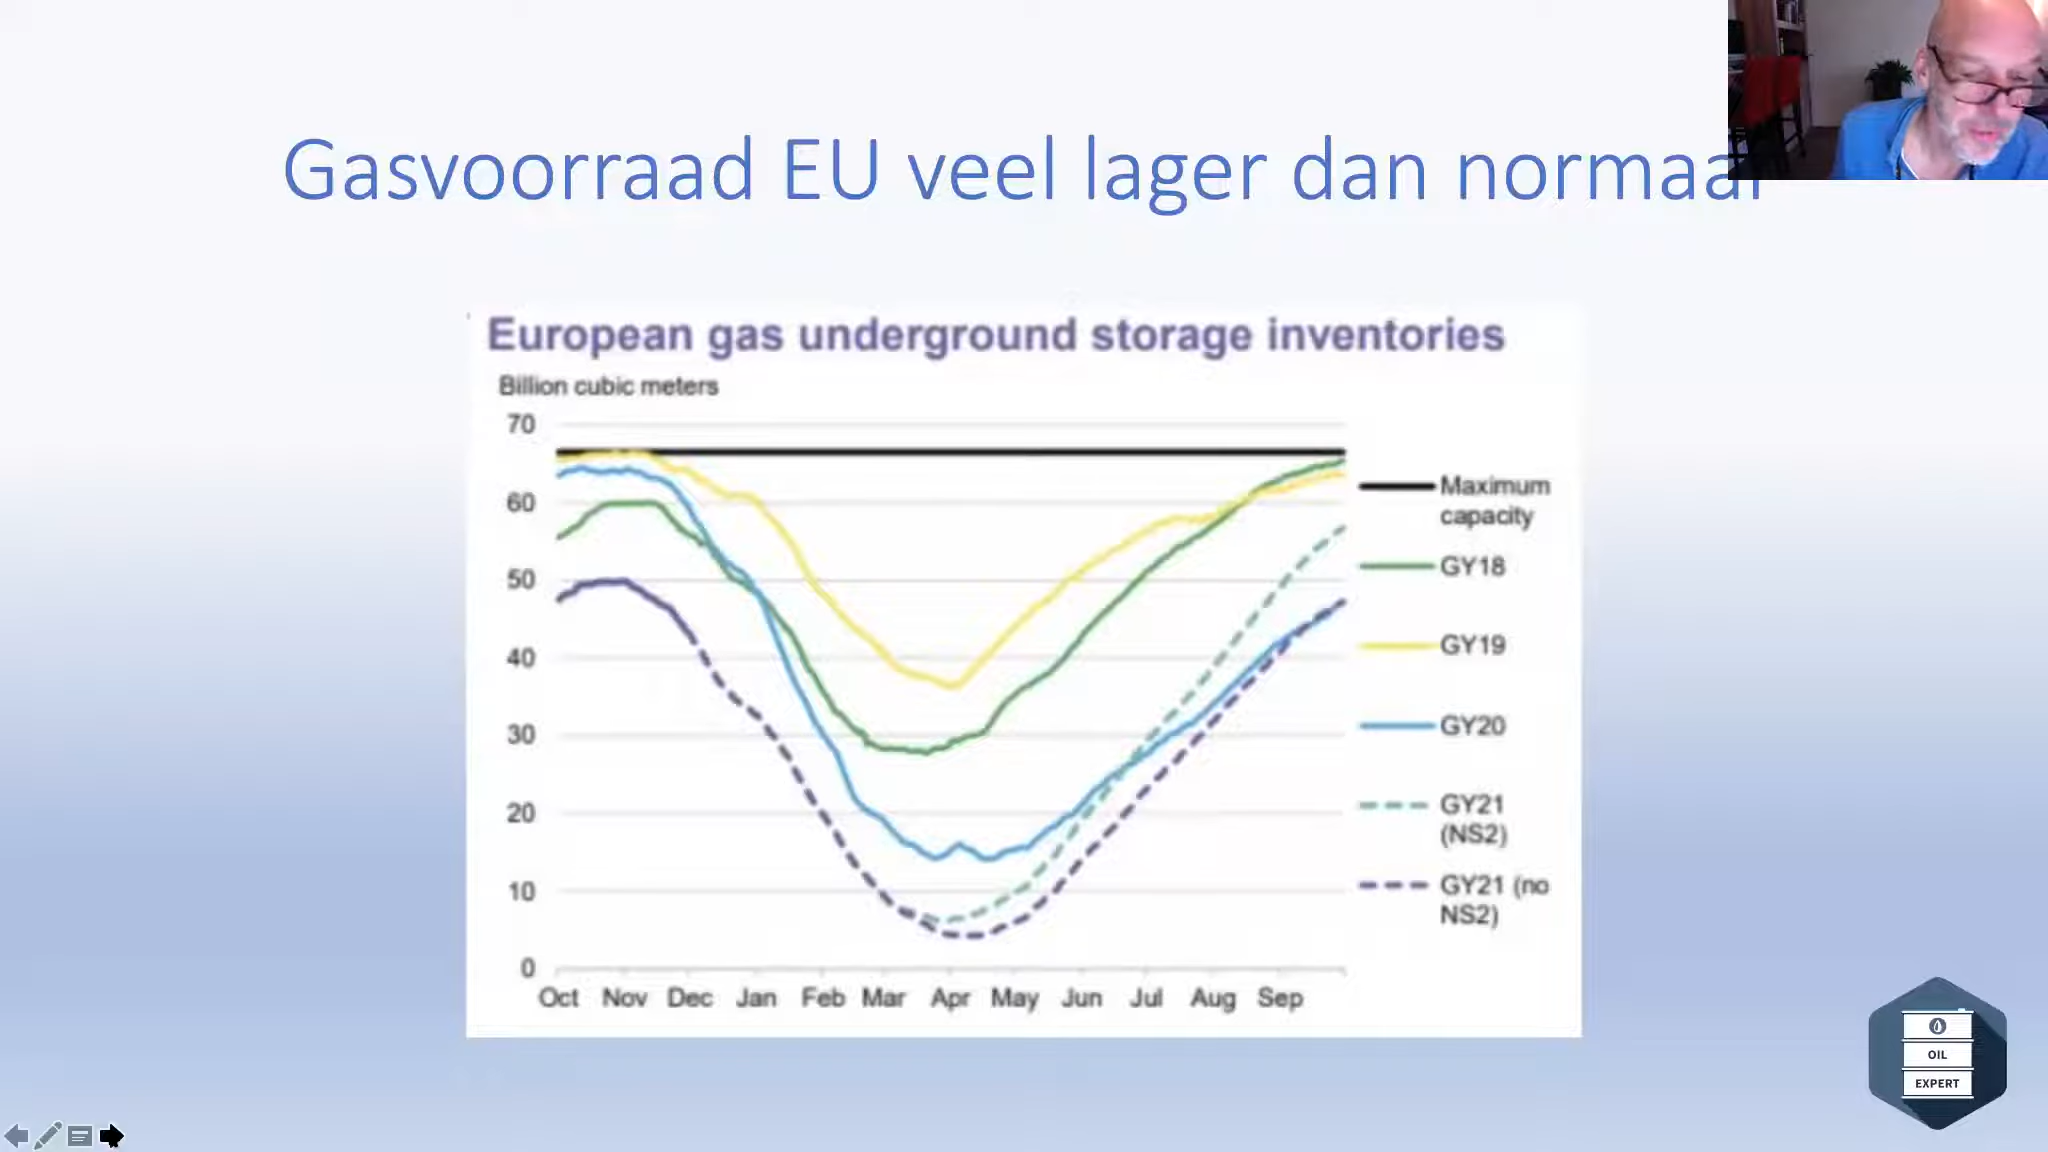 Gasvoorraad EU veel lager dan normaal
European gas underground storage inventories
Billion cubic meters
70
60
50
40
30
20
10
0
Oct Nov Dec Jan Feb Mar Apr May Jun Jul Aug Sep
Maximum
capacity
GY18
GY19
GY20
GY21
(NS2)
GY21 (no
NS2)
OIL
EXPERT